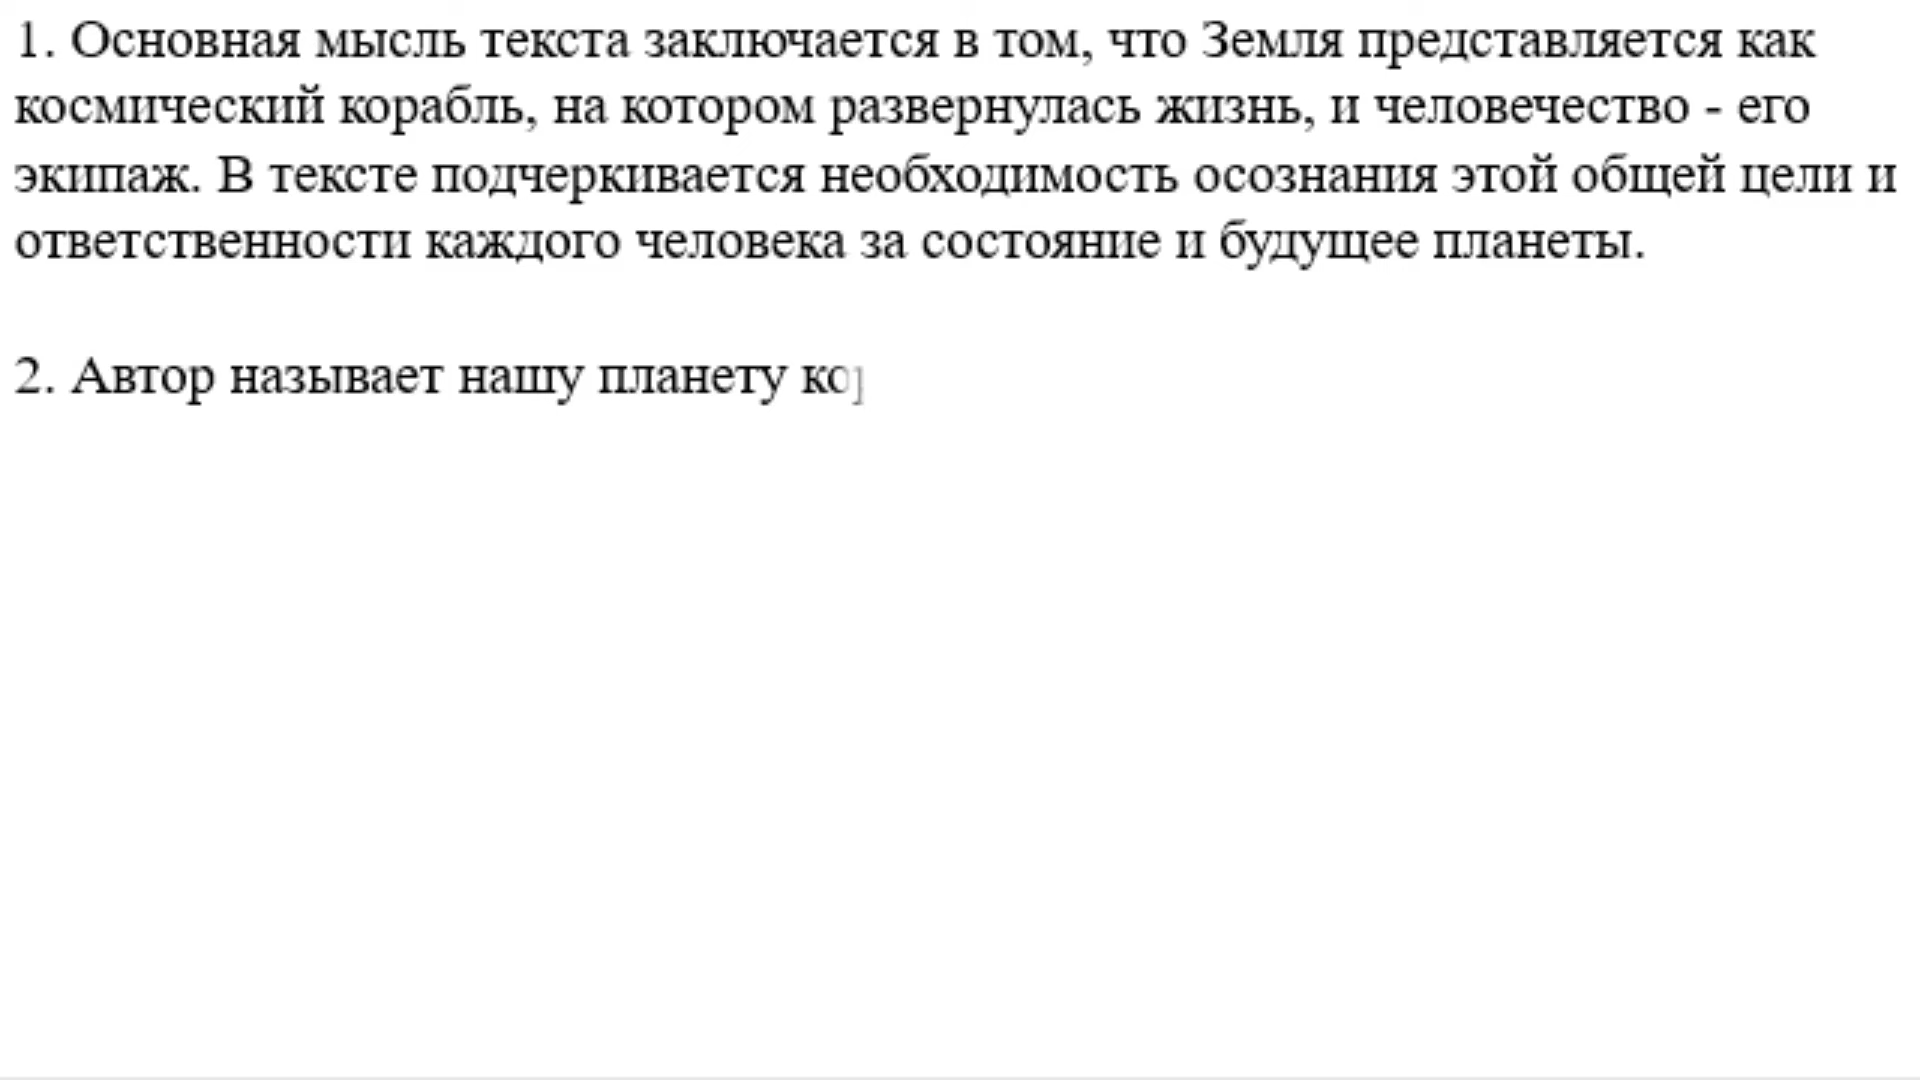 1. Основная мысль текста заключается в том, что Земля представляется как
космический корабль, на котором развернулась жизнь, и человечество - его
экипаж. В тексте подчеркивается необходимость осознания этой общей цели и
ответственности каждого человека за состояние и будущее планеты.
2. Автор называет нашу планету